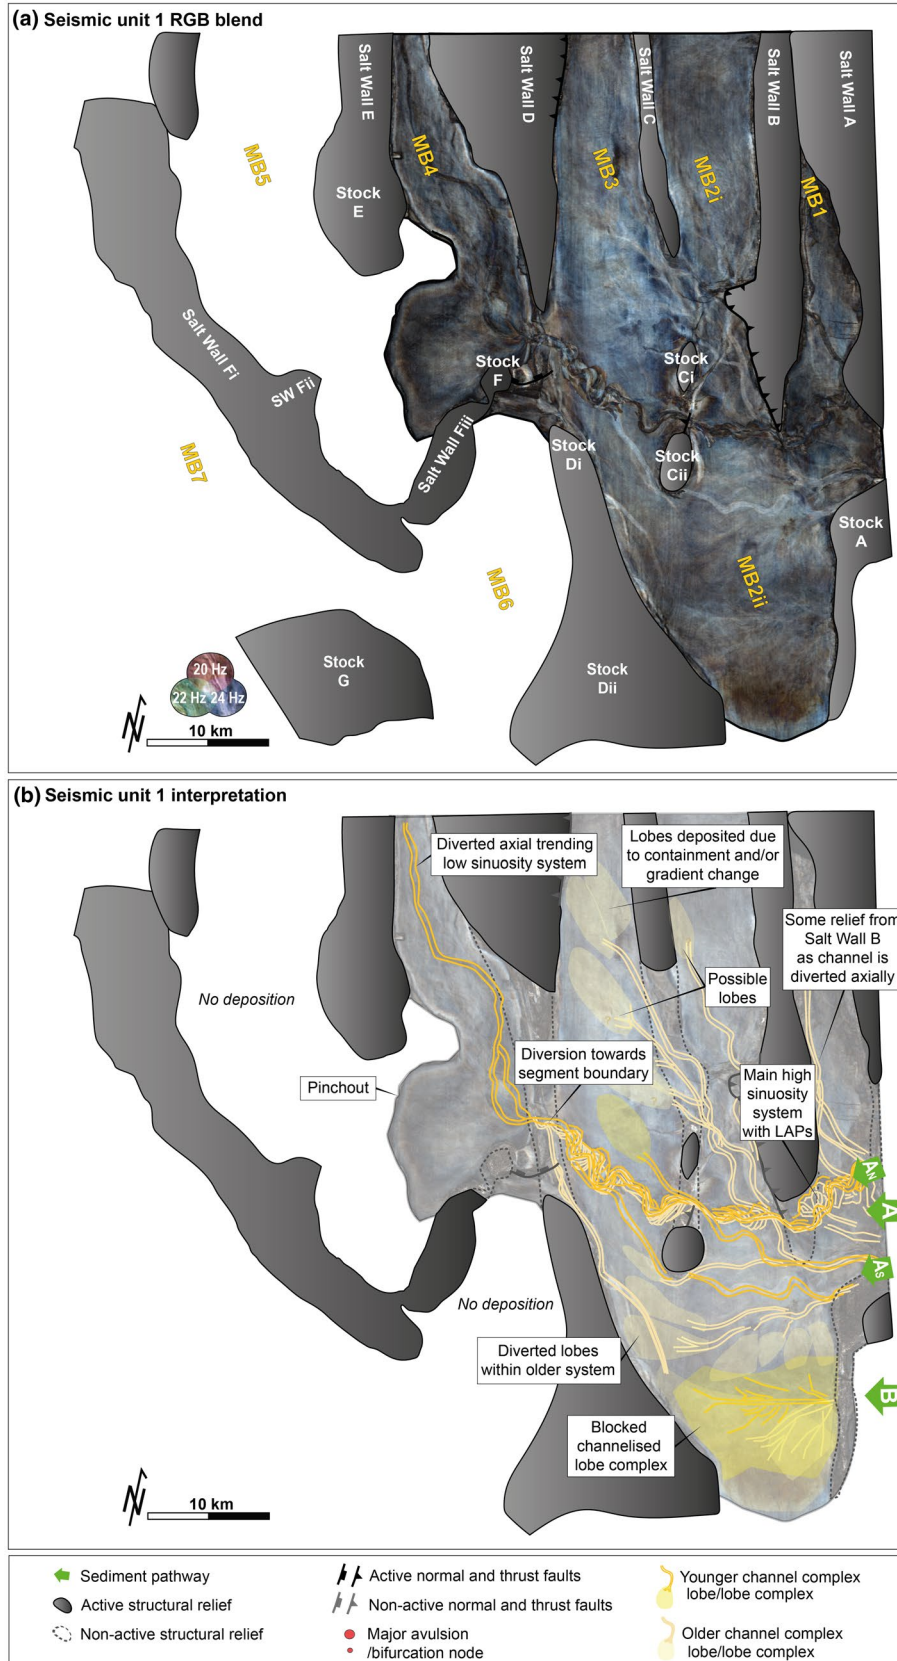 (a) Seismic unit 1 RGB blend
Salt Wall E
Salt Wall D
Salt Wall C
Salt Wall B
Salt Wall A
MB5
MB4
MB3
MB2i
MB1
Stock
E
Salt Wall Fi
SW Fii
Stock
F
Stock
Ci
Salt Wall Fiii
Stock
Di
Stock
Cii
MB7
Stock
A
MB6
MB2ii
Stock
G
Stock
Dii
20 Hz
22 Hz
24 Hz
N
10 km
(b) Seismic unit 1 interpretation
Diverted axial trending
low sinuosity system
Lobes deposited due
to containment and/or
gradient change
Some relief from
Salt Wall B
as channel is
diverted axially
No deposition
Possible
lobes
Diversion towards
segment boundary
Main high
sinuosity
system
with LAPs
Pinchout
AN
A
AS
No deposition
Diverted lobes
within older system
B
Blocked
channelised
lobe complex
N
10 km
Sediment pathway
Active structural relief
Non-active structural relief
Active normal and thrust faults
Non-active normal and thrust faults
Major avulsion
/bifurcation node
Younger channel complex
lobe/lobe complex
Older channel complex
lobe/lobe complex